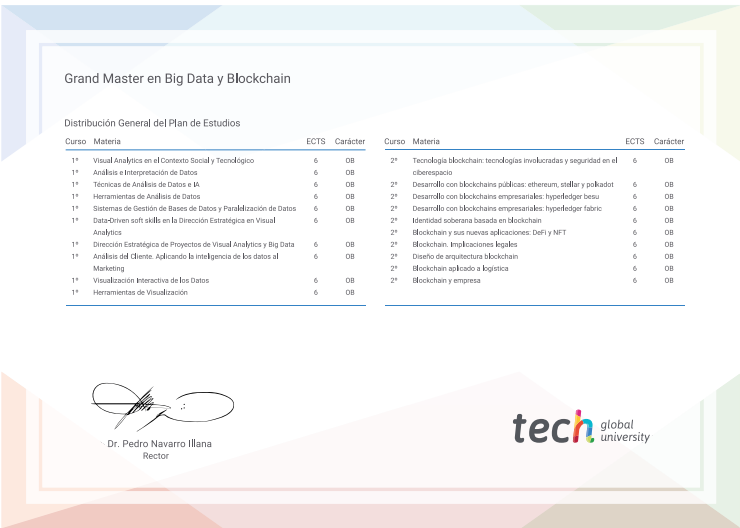 Grand Master en Big Data y Blockchain
Distribución General del Plan de Estudios
Curso Materia ECTS Carácter
1º Visual Analytics en el Contexto Social y Tecnológico 6 OB
1º Análisis e Interpretación de Datos 6 OB
1º Técnicas de Análisis de Datos e IA 6 OB
1º Herramientas de Análisis de Datos 6 OB
1º Sistemas de Gestión de Bases de Datos y Paralelización de Datos 6 OB
1º Data-Driven soft skills en la Dirección Estratégica en Visual 6 OB
Analytics
1º Dirección Estratégica de Proyectos de Visual Analytics y Big Data 6 OB
1º Análisis del Cliente. Aplicando la inteligencia de los datos al 6 OB
Marketing
1º Visualización Interactiva de los Datos 6 OB
1º Herramientas de Visualización 6 OB
Curso Materia ECTS Carácter
2º Tecnología blockchain: tecnologías involucradas y seguridad en el 6 OB
ciberespacio
2º Desarrollo con blockchains públicas: ethereum, stellar y polkadot 6 OB
2º Desarrollo con blockchains empresariales: hyperledger besu 6 OB
2º Desarrollo con blockchains empresariales: hyperledger fabric 6 OB
2º Identidad soberana basada en blockchain 6 OB
2º Blockchain y sus nuevas aplicaciones: DeFi y NFT 6 OB
2º Blockchain. Implicaciones legales 6 OB
2º Diseño de arquitectura blockchain 6 OB
2º Blockchain aplicado a logística 6 OB
2º Blockchain y empresa 6 OB
Dr. Pedro Navarro Illana
Rector
tech global
university